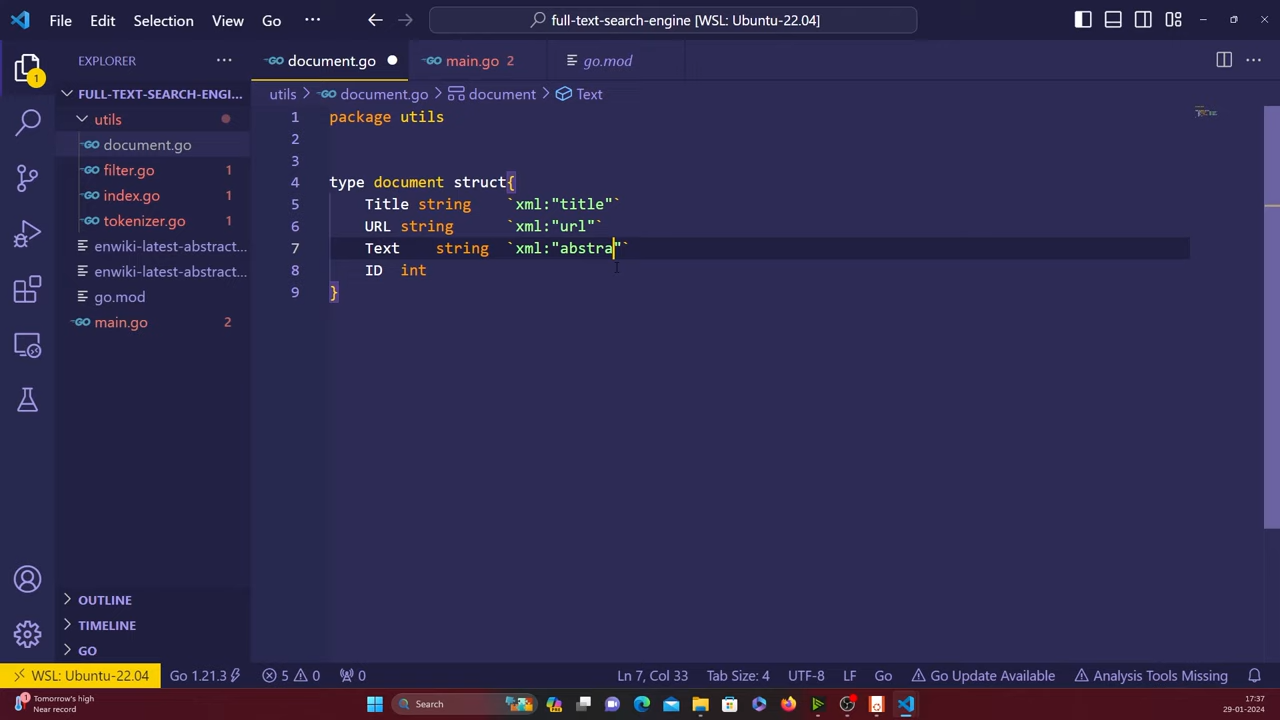 File Edit Selection View Go ··· full-text-search-engine [WSL: Ubuntu-22.04]
EXPLORER ··· document.go main.go 2 go.mod
FULL-TEXT-SEARCH-ENGI... utils > document.go > document > Text
utils
document.go
filter.go 1
index.go 1
tokenizer.go 1
enwiki-latest-abstract...
enwiki-latest-abstract...
go.mod
main.go 2
1 package utils
2
3
4 type document struct{
5 Title string `xml:"title"`
6 URL string `xml:"url"`
7 Text string `xml:"abstra"`
8 ID int
9 }
1
OUTLINE
TIMELINE
GO
WSL: Ubuntu-22.04 Go 1.21.3 5 0 0 Ln 7, Col 33 Tab Size: 4 UTF-8 LF Go Go Update Available Analysis Tools Missing
1 Tomorrow's high
Near record
Search
17:37
29-01-2024